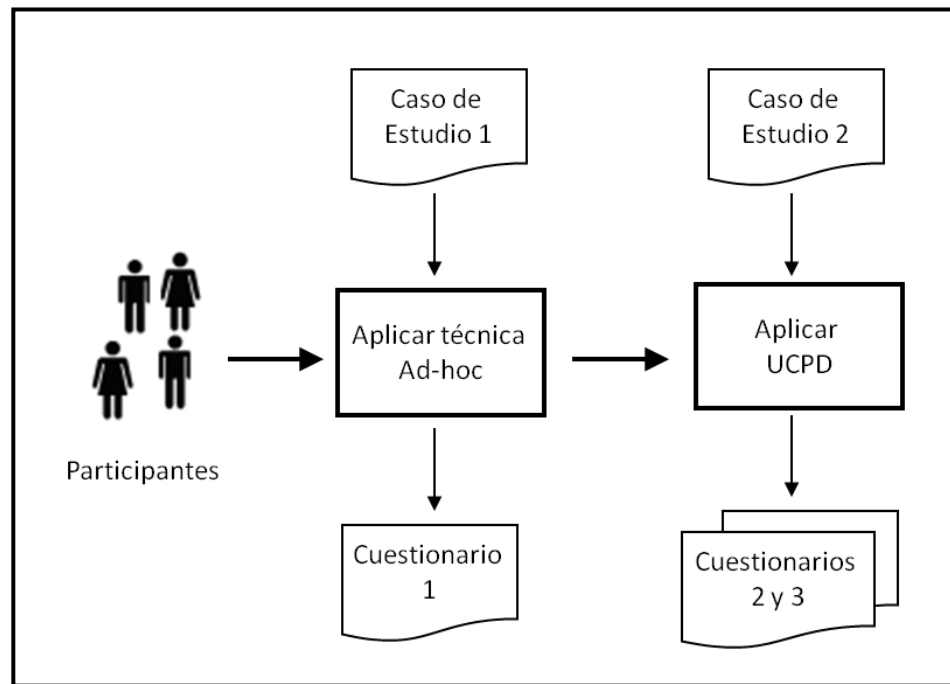 Caso de
Estudio 1
Caso de
Estudio 2
Aplicar técnica
Ad-hoc
Aplicar
UCPD
Participantes
Cuestionario
1
Cuestionarios
2 y 3